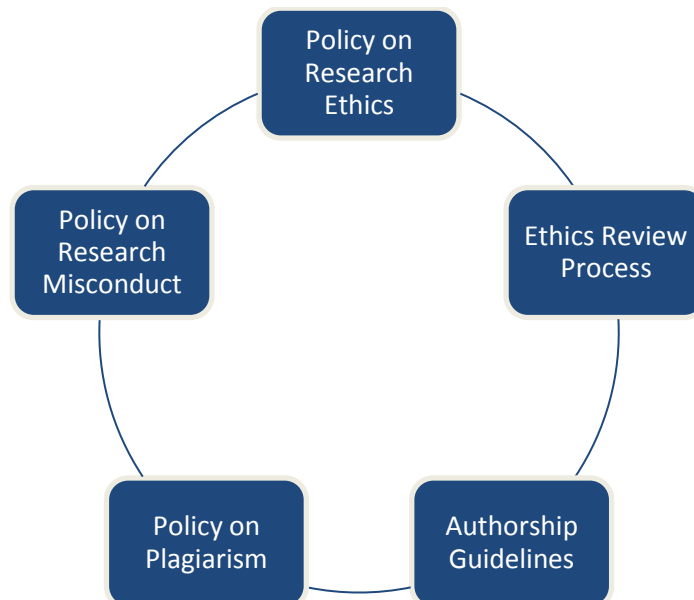 Policy on
Research
Ethics
Ethics Review
Process
Authorship
Guidelines
Policy on
Plagiarism
Policy on
Research
Misconduct